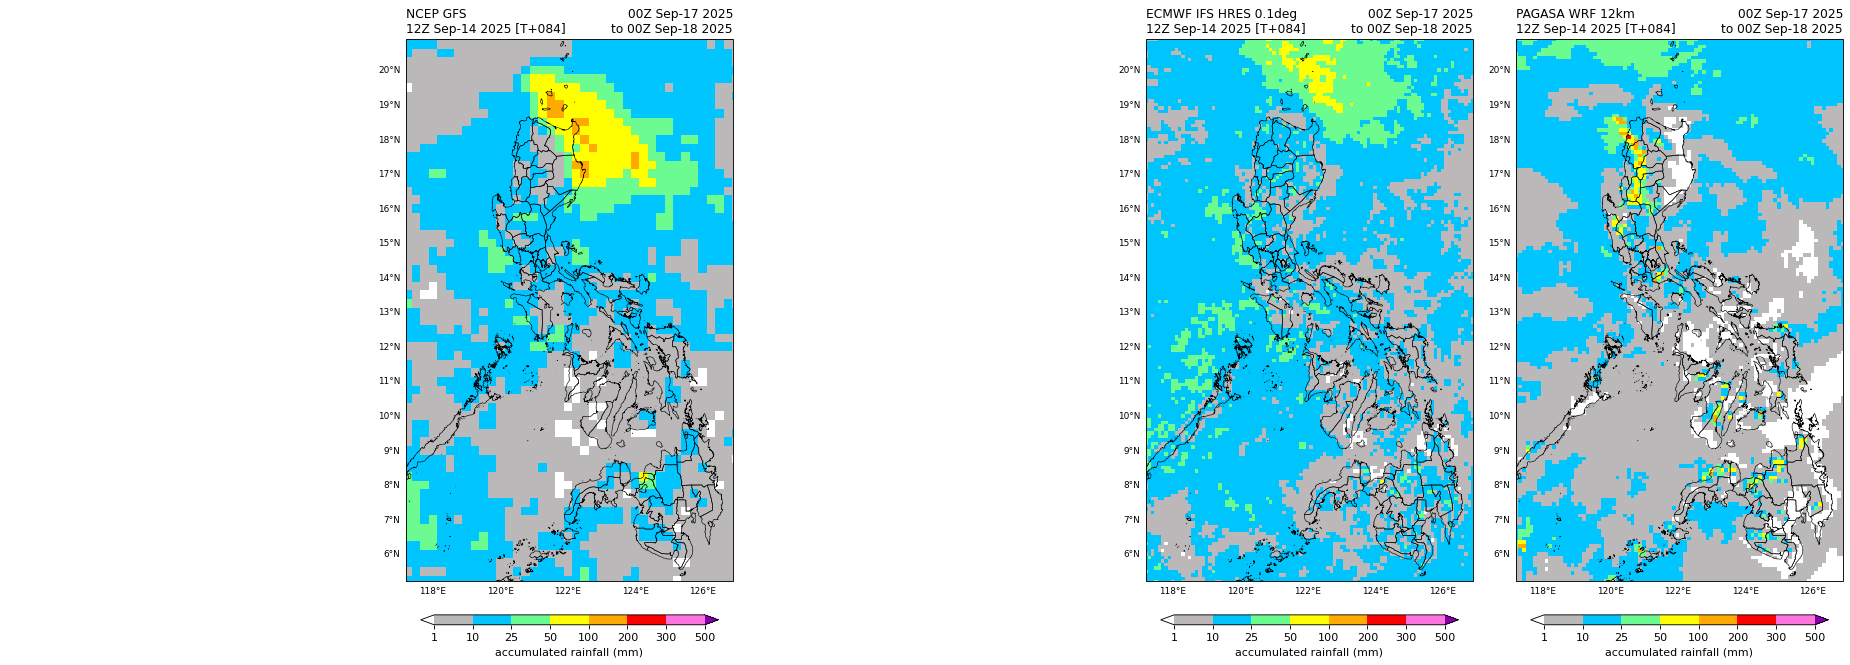 NCEP GFS 00Z Sep-17 2025
12Z Sep-14 2025 [T+084] to 00Z Sep-18 2025
20°N
19°N
18°N
17°N
16°N
15°N
14°N
13°N
12°N
11°N
10°N
9°N
8°N
7°N
6°N
118°E 120°E 122°E 124°E 126°E
1 10 25 50 100 200 300 500
accumulated rainfall (mm)
ECMWF IFS HRES 0.1deg 00Z Sep-17 2025
12Z Sep-14 2025 [T+084] to 00Z Sep-18 2025
20°N
19°N
18°N
17°N
16°N
15°N
14°N
13°N
12°N
11°N
10°N
9°N
8°N
7°N
6°N
118°E 120°E 122°E 124°E 126°E
1 10 25 50 100 200 300 500
accumulated rainfall (mm)
PAGASA WRF 12km 00Z Sep-17 2025
12Z Sep-14 2025 [T+084] to 00Z Sep-18 2025
20°N
19°N
18°N
17°N
16°N
15°N
14°N
13°N
12°N
11°N
10°N
9°N
8°N
7°N
6°N
118°E 120°E 122°E 124°E 126°E
1 10 25 50 100 200 300 500
accumulated rainfall (mm)